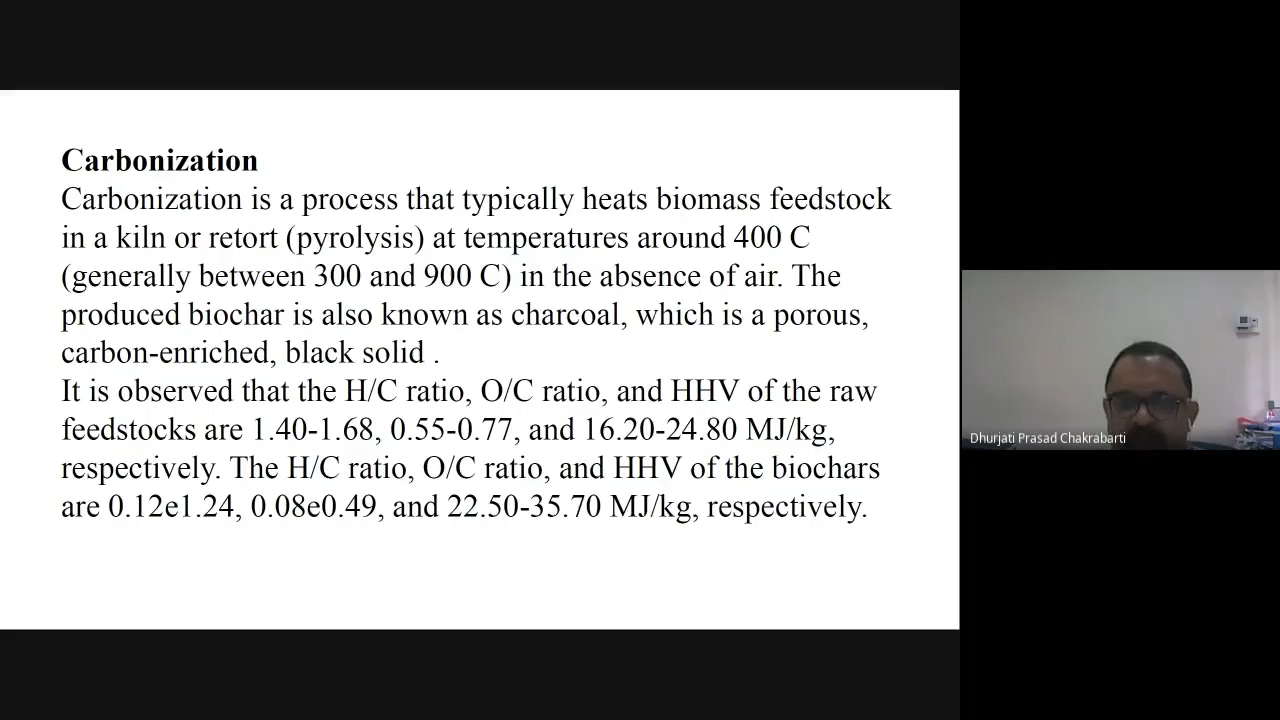 Carbonization
Carbonization is a process that typically heats biomass feedstock
in a kiln or retort (pyrolysis) at temperatures around 400 C
(generally between 300 and 900 C) in the absence of air. The
produced biochar is also known as charcoal, which is a porous,
carbon-enriched, black solid .
It is observed that the H/C ratio, O/C ratio, and HHV of the raw
feedstocks are 1.40-1.68, 0.55-0.77, and 16.20-24.80 MJ/kg,
respectively. The H/C ratio, O/C ratio, and HHV of the biochars
are 0.12e1.24, 0.08e0.49, and 22.50-35.70 MJ/kg, respectively.
Dhurjati Prasad Chakrabarti